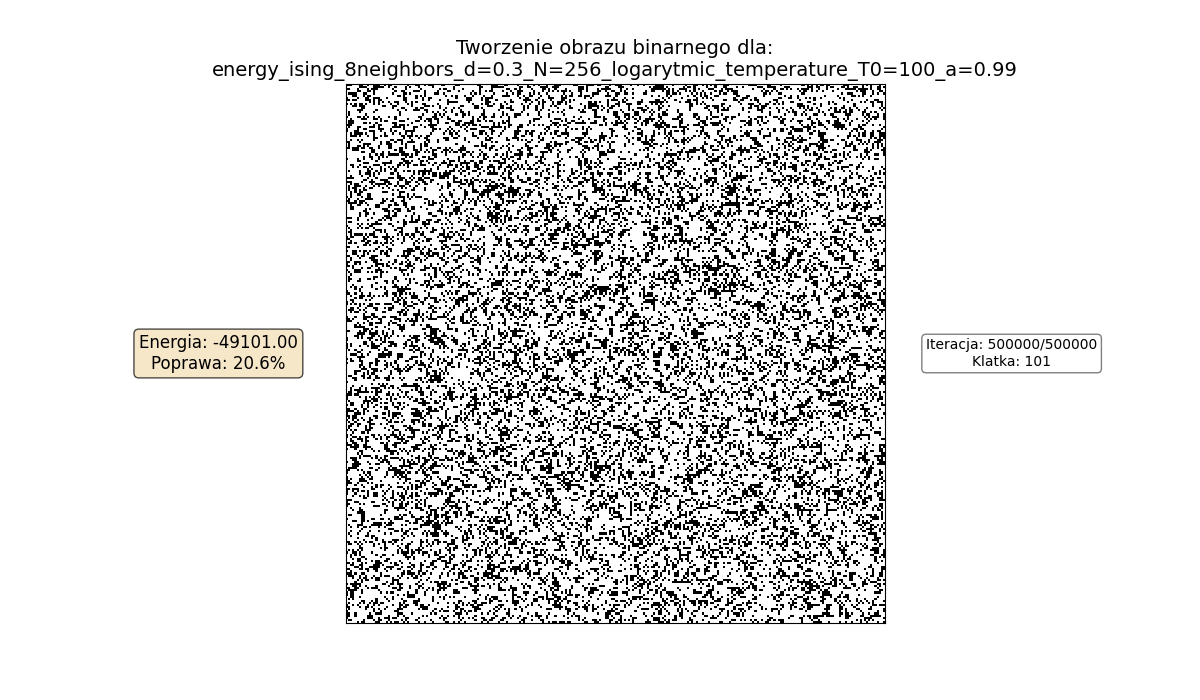 Tworzenie obrazu binarnego dla:
energy_ising_8neighbors_d=0.3_N=256_logarytmic_temperature_T0=100_a=0.99
Energia: -49101.00
Poprawa: 20.6%
Iteracja: 500000/500000
Klatka: 101